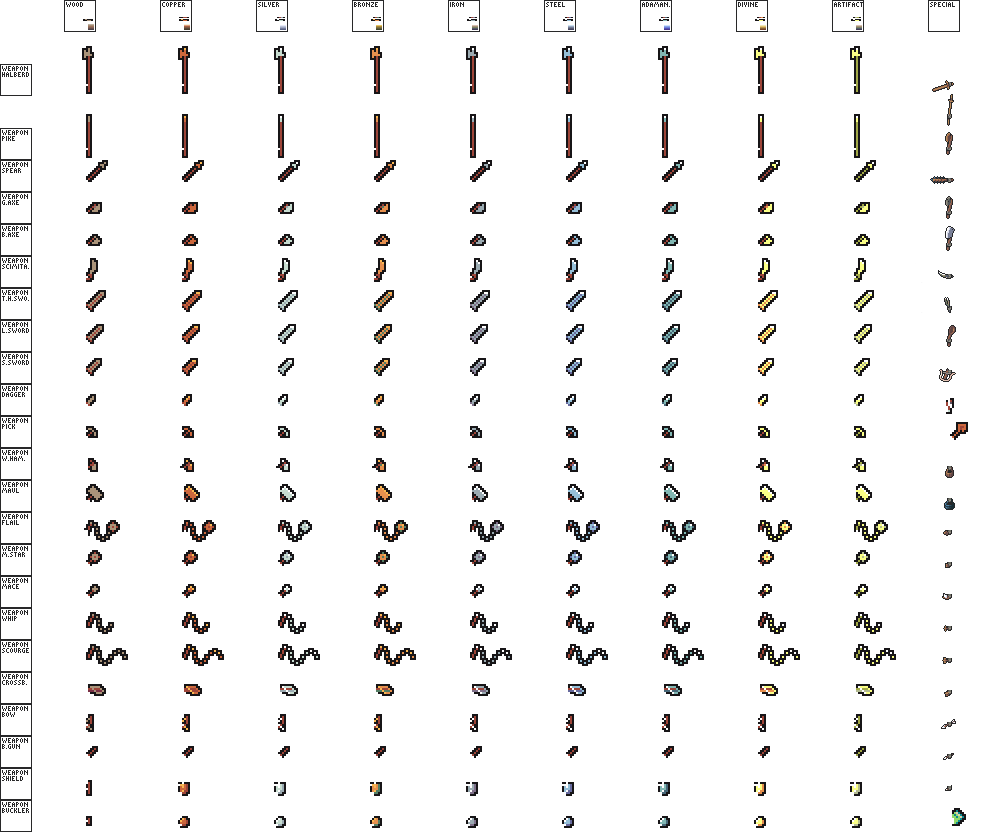 WOOD
COPPER
SILVER
BRONZE
IRON
STEEL
ADAMAN.
DIVINE
ARTIFACT
SPECIAL
WEAPON
HALBERD
WEAPON
PIKE
WEAPON
SPEAR
WEAPON
G.AXE
WEAPON
B.AXE
WEAPON
SCIMITA.
WEAPON
T.H.SWO.
WEAPON
L.SWORD
WEAPON
S.SWORD
WEAPON
DAGGER
WEAPON
PICK
WEAPON
W.HAM.
WEAPON
MAUL
WEAPON
FLAIL
WEAPON
M.STAR
WEAPON
MACE
WEAPON
WHIP
WEAPON
SCOURGE
WEAPON
CROSSB.
WEAPON
BOW
WEAPON
B.GUN
WEAPON
SHIELD
WEAPON
BUCKLER